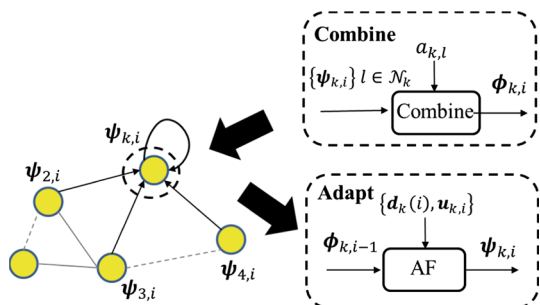 Combine
a_{k,l}
{ψ_{k,i}} l ∈ 𝒩_k
ϕ_{k,i}
Combine
ψ_{k,i}
ψ_{2,i}
ψ_{3,i}
ψ_{4,i}
Adapt
{d_k(i), u_{k,i}}
ϕ_{k,i−1}
ψ_{k,i}
AF